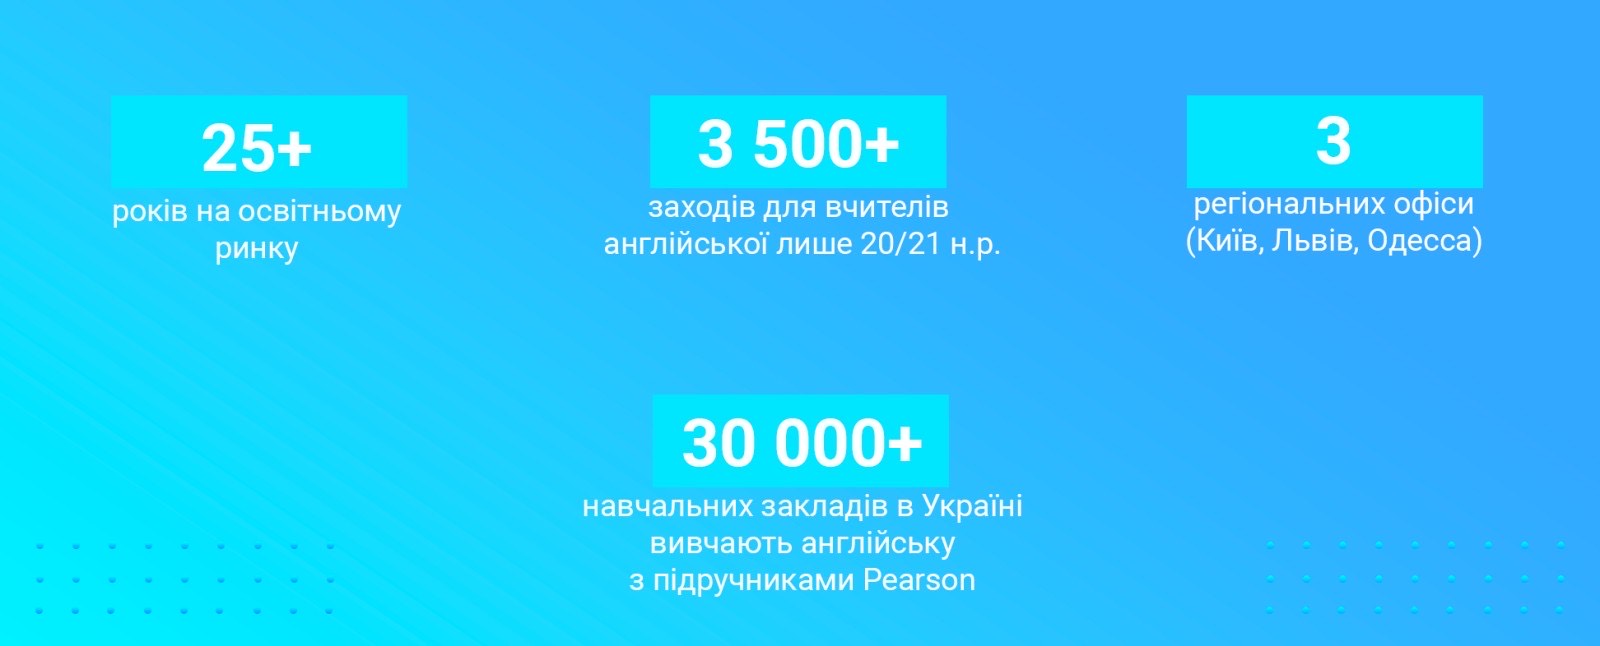 25+
років на освітньому
ринку
3 500+
заходів для вчителів
англійської лише 20/21 н.р.
3
регіональних офіси
(Київ, Львів, Одесса)
30 000+
навчальних закладів в Україні
вивчають англійську
з підручниками Pearson